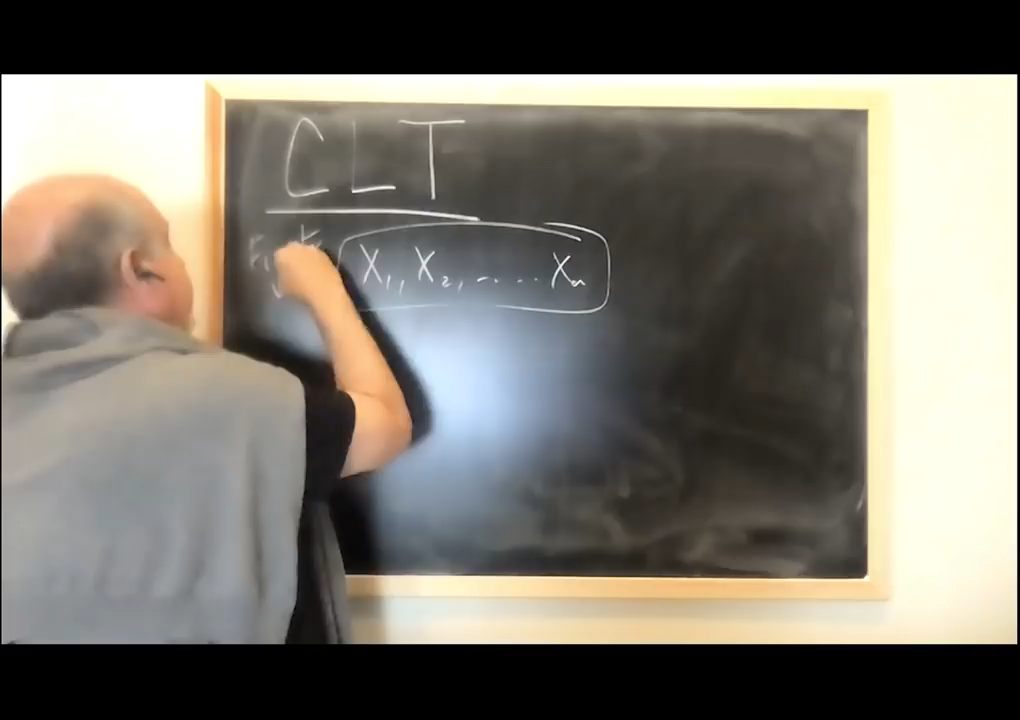 CLT
X₁, X₂, ..... Xₙ